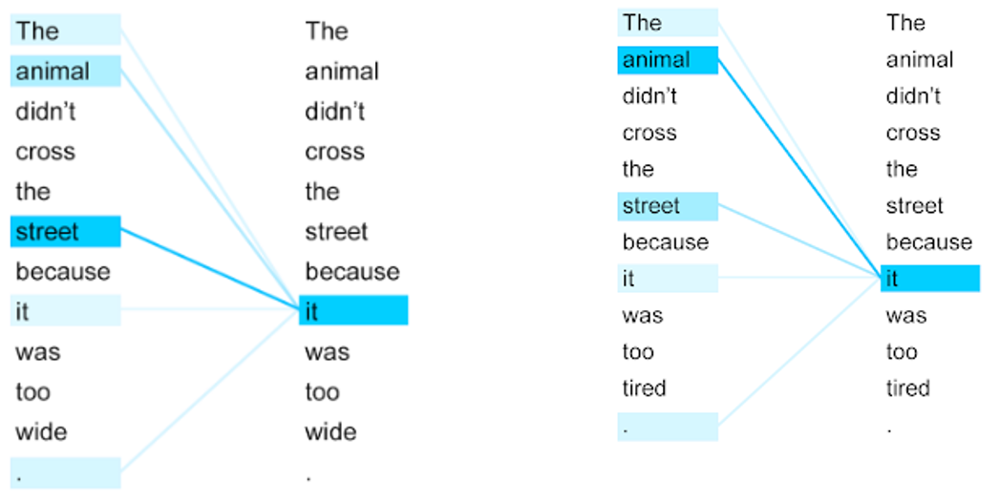 The
animal
didn't
cross
the
street
because
it
was
too
wide
.
The
animal
didn't
cross
the
street
because
it
was
too
wide
.
The
animal
didn't
cross
the
street
because
it
was
too
tired
.
The
animal
didn't
cross
the
street
because
it
was
too
tired
.